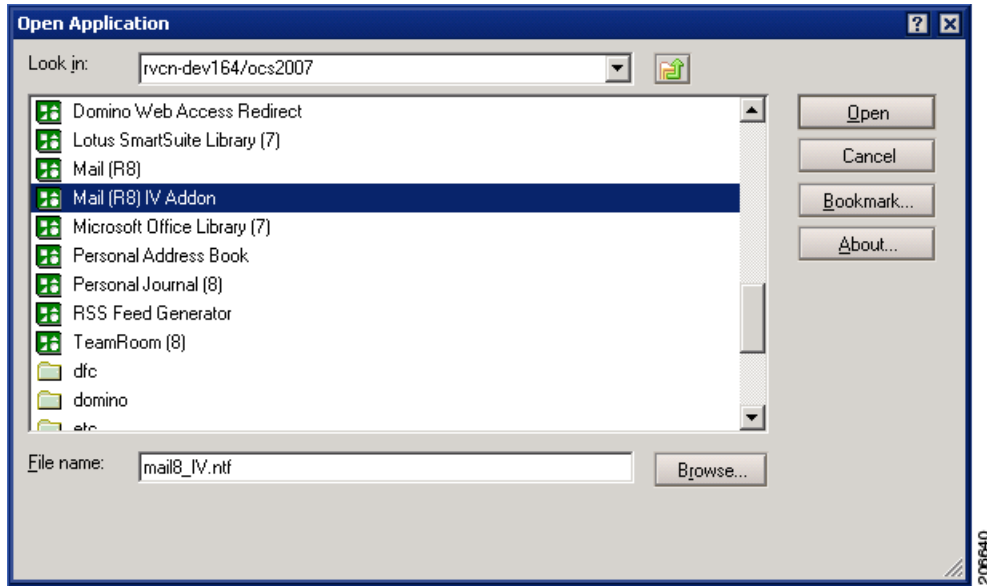 Open Application
Look in:
rvcn-dev164/ocs2007
Domino Web Access Redirect
Lotus SmartSuite Library (7)
Mail (R8)
Mail (R8) IV Addon
Microsoft Office Library (7)
Personal Address Book
Personal Journal (8)
RSS Feed Generator
TeamRoom (8)
dfc
domino
etc
Open
Cancel
Bookmark...
About...
File name:
mail8_IV.ntf
Browse...
206640